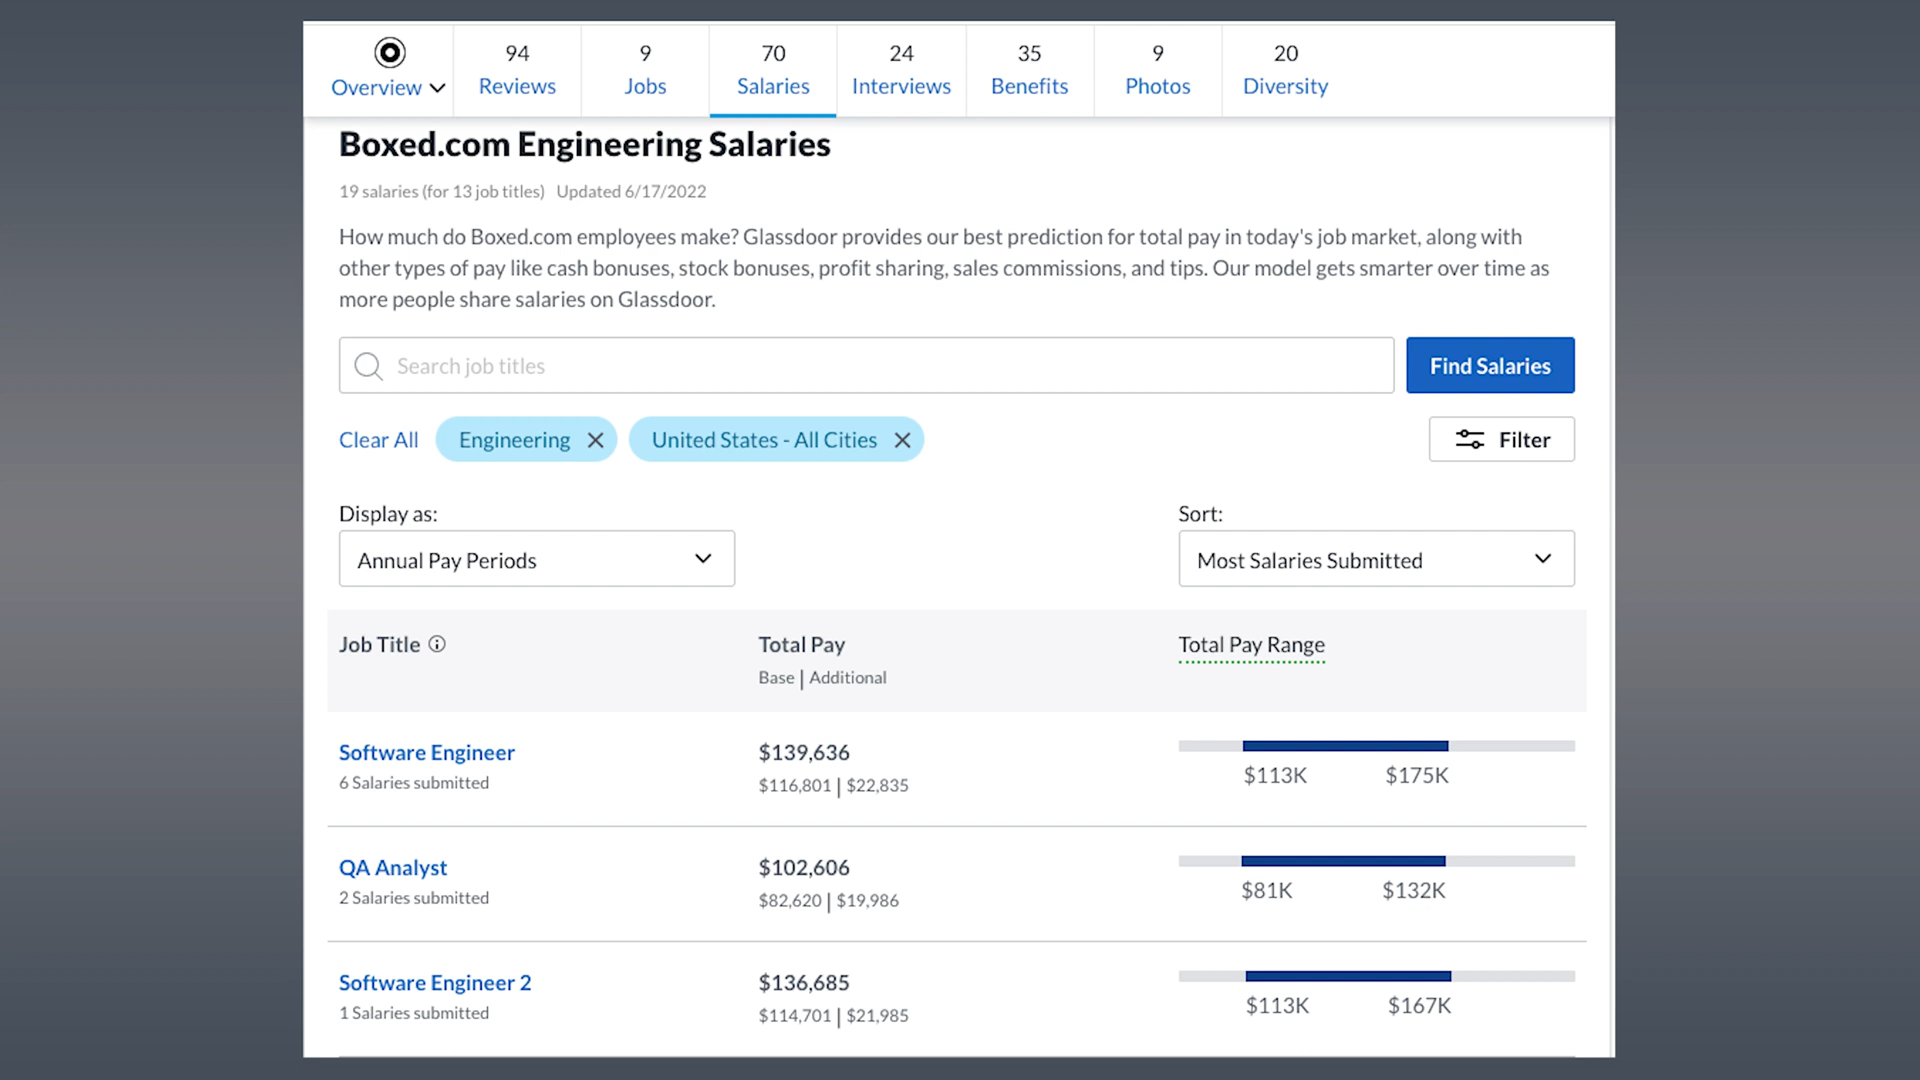 94 9 70 24 35 9 20
Overview Reviews Jobs Salaries Interviews Benefits Photos Diversity
Boxed.com Engineering Salaries
19 salaries (for 13 job titles) Updated 6/17/2022
How much do Boxed.com employees make? Glassdoor provides our best prediction for total pay in today's job market, along with
other types of pay like cash bonuses, stock bonuses, profit sharing, sales commissions, and tips. Our model gets smarter over time as
more people share salaries on Glassdoor.
Search job titles Find Salaries
Clear All Engineering United States - All Cities Filter
Display as: Sort:
Annual Pay Periods Most Salaries Submitted
Job Title Total Pay Total Pay Range
Base | Additional
Software Engineer $139,636
6 Salaries submitted $116,801 | $22,835 $113K $175K
QA Analyst $102,606
2 Salaries submitted $82,620 | $19,986 $81K $132K
Software Engineer 2 $136,685
1 Salaries submitted $114,701 | $21,985 $113K $167K